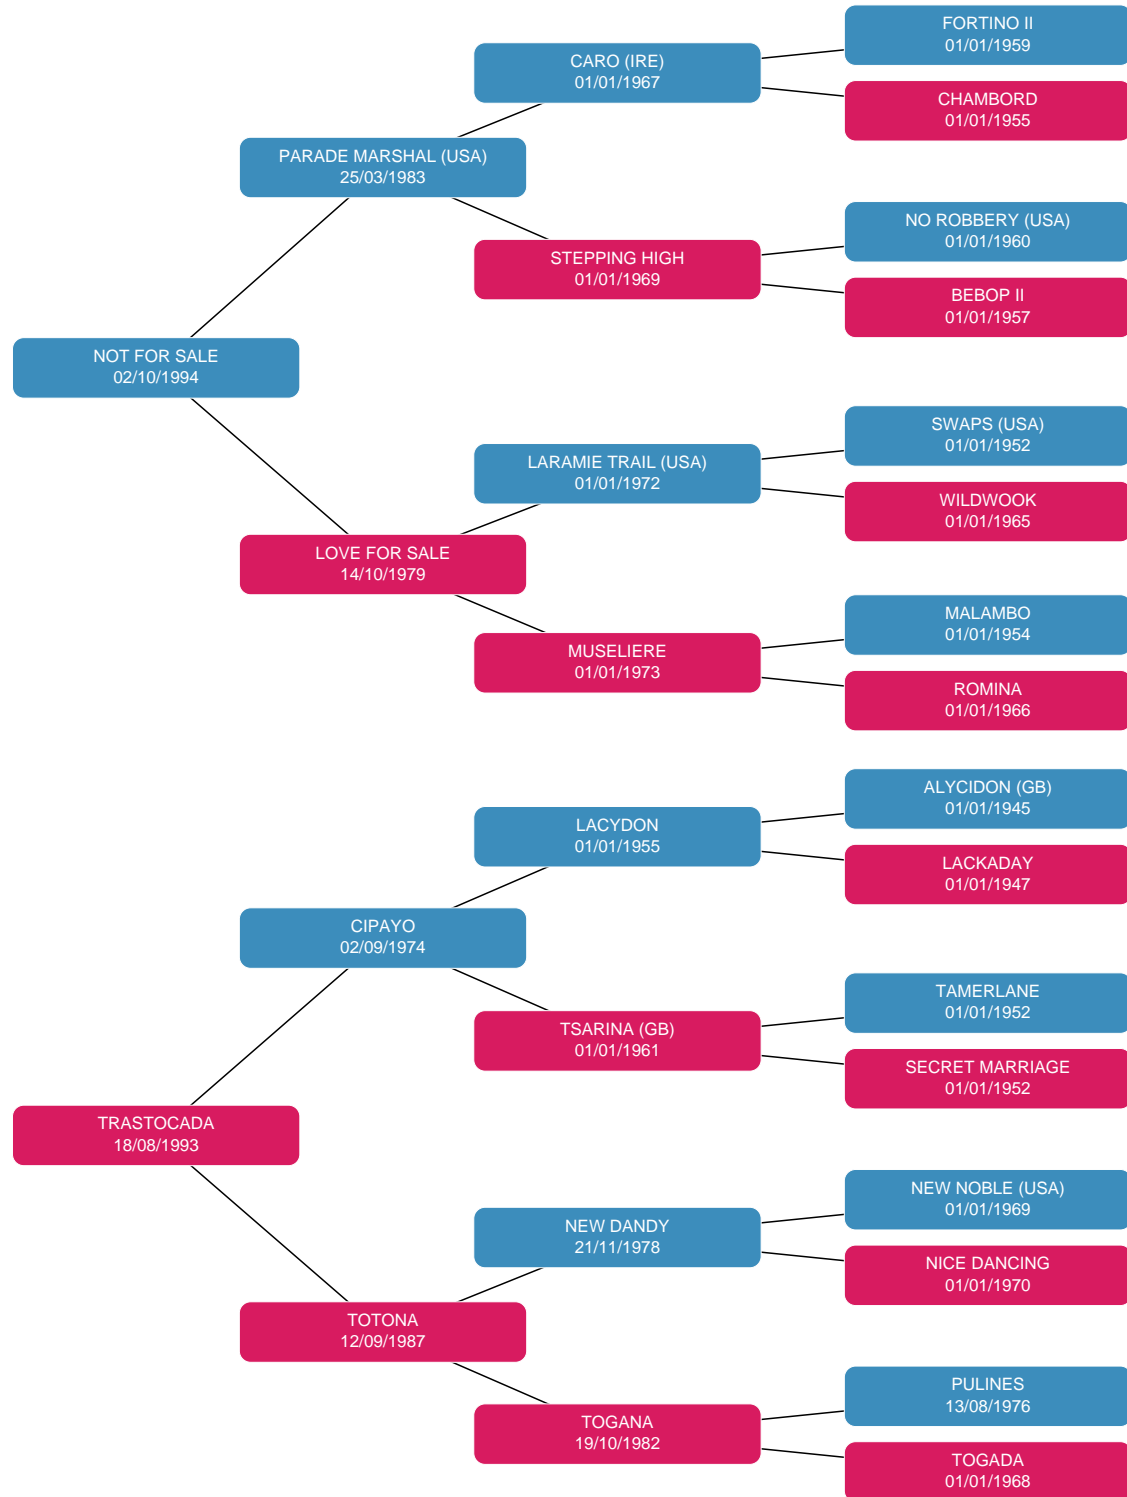 FORTINO II
01/01/1959
CARO (IRE)
01/01/1967
CHAMBORD
01/01/1955
PARADE MARSHAL (USA)
25/03/1983
NO ROBBERY (USA)
01/01/1960
STEPPING HIGH
01/01/1969
BEBOP II
01/01/1957
NOT FOR SALE
02/10/1994
SWAPS (USA)
01/01/1952
LARAMIE TRAIL (USA)
01/01/1972
WILDWOOK
01/01/1965
LOVE FOR SALE
14/10/1979
MALAMBO
01/01/1954
MUSELIERE
01/01/1973
ROMINA
01/01/1966
ALYCIDON (GB)
01/01/1945
LACYDON
01/01/1955
LACKADAY
01/01/1947
CIPAYO
02/09/1974
TAMERLANE
01/01/1952
TSARINA (GB)
01/01/1961
SECRET MARRIAGE
01/01/1952
TRASTOCADA
18/08/1993
NEW NOBLE (USA)
01/01/1969
NEW DANDY
21/11/1978
NICE DANCING
01/01/1970
TOTONA
12/09/1987
PULINES
13/08/1976
TOGANA
19/10/1982
TOGADA
01/01/1968